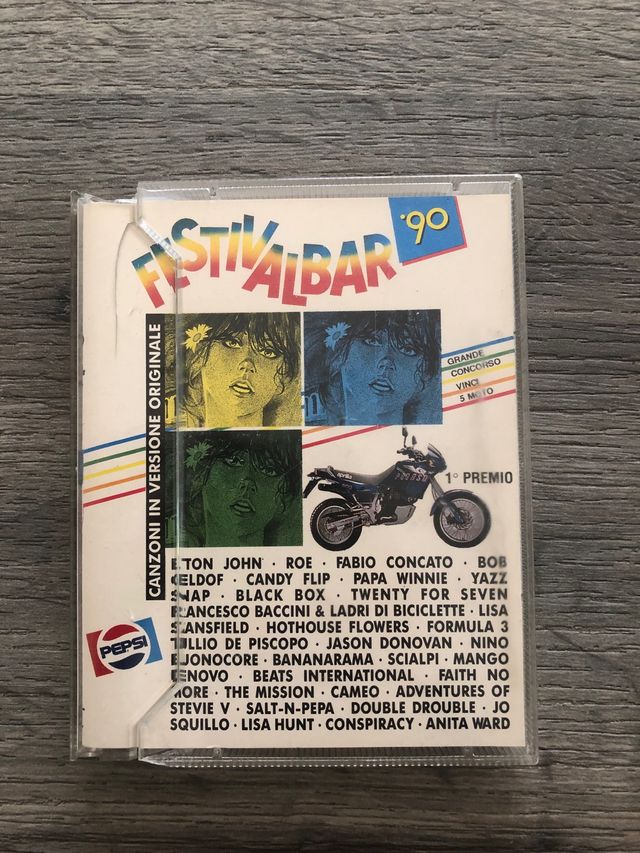 FESTIVALBAR '90
CANZONI IN VERSIONE ORIGINALE
GRANDE
CONCORSO
VINCI
5 MOTO
aprilia
1° PREMIO
PEPSI
ELTON JOHN · ROE · FABIO CONCATO · BOB
GELDOF · CANDY FLIP · PAPA WINNIE · YAZZ
SNAP · BLACK BOX · TWENTY FOR SEVEN
FRANCESCO BACCINI & LADRI DI BICICLETTE · LISA
STANSFIELD · HOTHOUSE FLOWERS · FORMULA 3
TULLIO DE PISCOPO · JASON DONOVAN · NINO
BUONOCORE · BANANARAMA · SCIALPI · MANGO
LENOVO · BEATS INTERNATIONAL · FAITH NO
MORE · THE MISSION · CAMEO · ADVENTURES OF
STEVIE V · SALT-N-PEPA · DOUBLE DROUBLE · JO
SQUILLO · LISA HUNT · CONSPIRACY · ANITA WARD